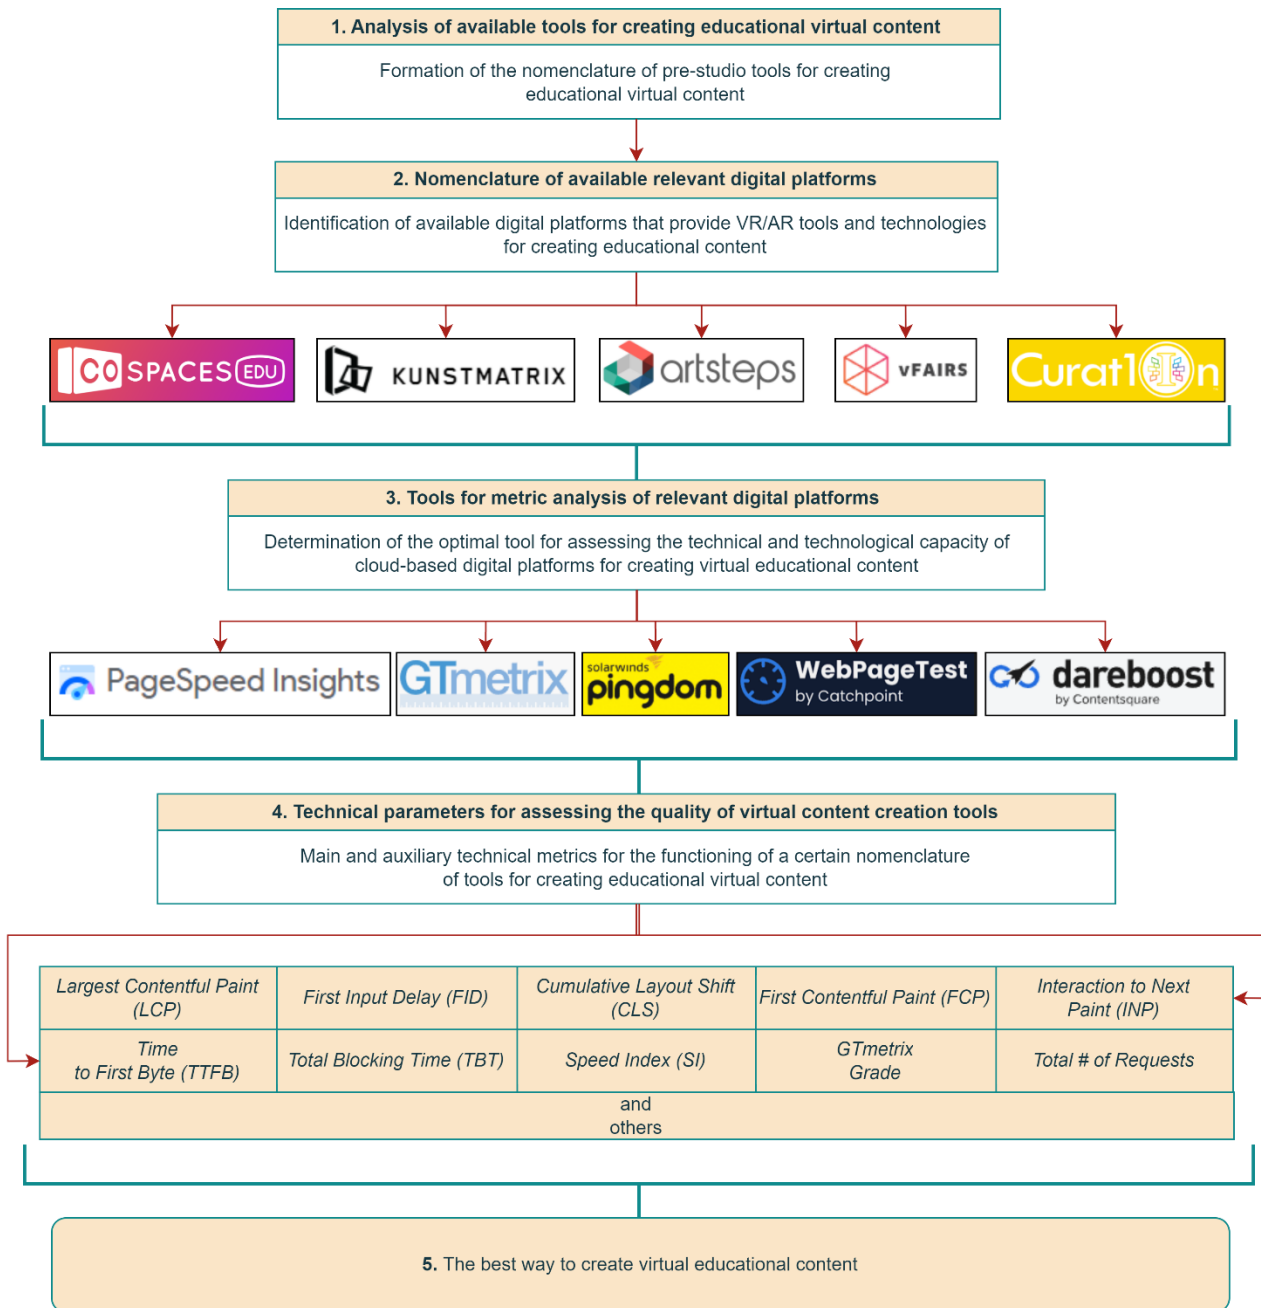 1. Analysis of available tools for creating educational virtual content
Formation of the nomenclature of pre-studio tools for creating
educational virtual content
2. Nomenclature of available relevant digital platforms
Identification of available digital platforms that provide VR/AR tools and technologies
for creating educational content
CO SPACES EDU
KUNSTMATRIX
artsteps
vFAIRS
Curat1On
3. Tools for metric analysis of relevant digital platforms
Determination of the optimal tool for assessing the technical and technological capacity of
cloud-based digital platforms for creating virtual educational content
PageSpeed Insights
GTmetrix
solarwinds
pingdom
WebPageTest
by Catchpoint
dareboost
by Contentsquare
4. Technical parameters for assessing the quality of virtual content creation tools
Main and auxiliary technical metrics for the functioning of a certain nomenclature
of tools for creating educational virtual content
Largest Contentful Paint
(LCP)
First Input Delay (FID)
Cumulative Layout Shift
(CLS)
First Contentful Paint (FCP)
Interaction to Next
Paint (INP)
Time
to First Byte (TTFB)
Total Blocking Time (TBT)
Speed Index (SI)
GTmetrix
Grade
Total # of Requests
and
others
5. The best way to create virtual educational content